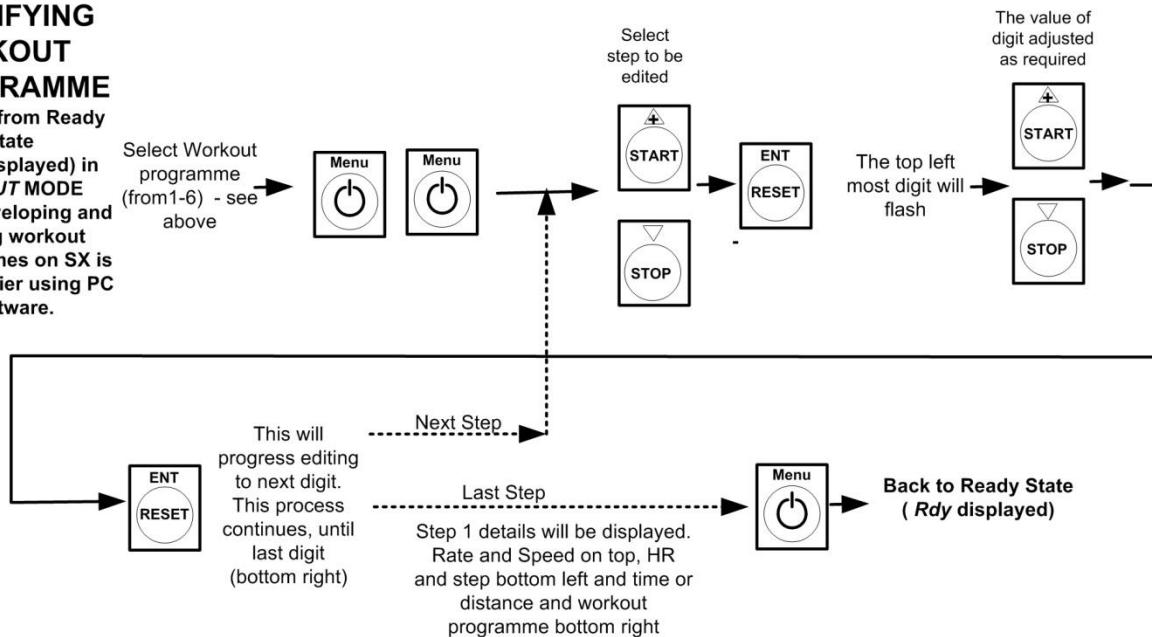 IFYING
KOUT
RAMME
from Ready
tate
splayed) in
UT MODE
veloping and
g workout
mes on SX is
ier using PC
tware.
Select Workout
programme
(from1-6) - see
above
Menu
Menu
Select
step to be
edited
START
STOP
ENT
RESET
-
The top left
most digit will
flash
The value of
digit adjusted
as required
START
STOP
ENT
RESET
This will
progress editing
to next digit.
This process
continues, until
last digit
(bottom right)
Next Step
Last Step
Step 1 details will be displayed.
Rate and Speed on top, HR
and step bottom left and time or
distance and workout
programme bottom right
Menu
Back to Ready State
( Rdy displayed)